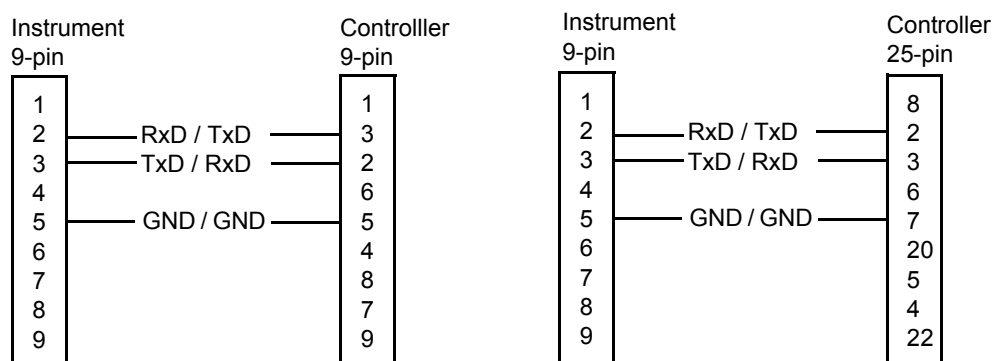 Instrument
9-pin
Controlller
9-pin
1 1
2 RxD / TxD 3
3 TxD / RxD 2
4 6
5 GND / GND 5
6 4
7 8
8 7
9 9
Instrument
9-pin
Controller
25-pin
1 8
2 RxD / TxD 2
3 TxD / RxD 3
4 6
5 GND / GND 7
6 20
7 5
8 4
9 22